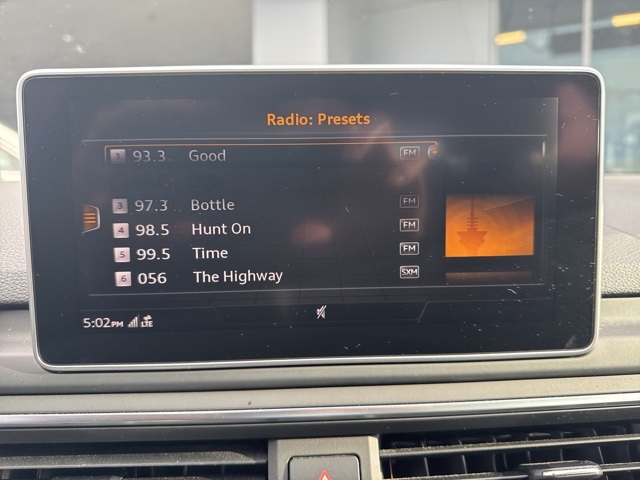 Radio: Presets
1 93.3 Good FM
3 97.3 Bottle FM
4 98.5 Hunt On FM
5 99.5 Time FM
6 056 The Highway SXM
5:02PM LTE